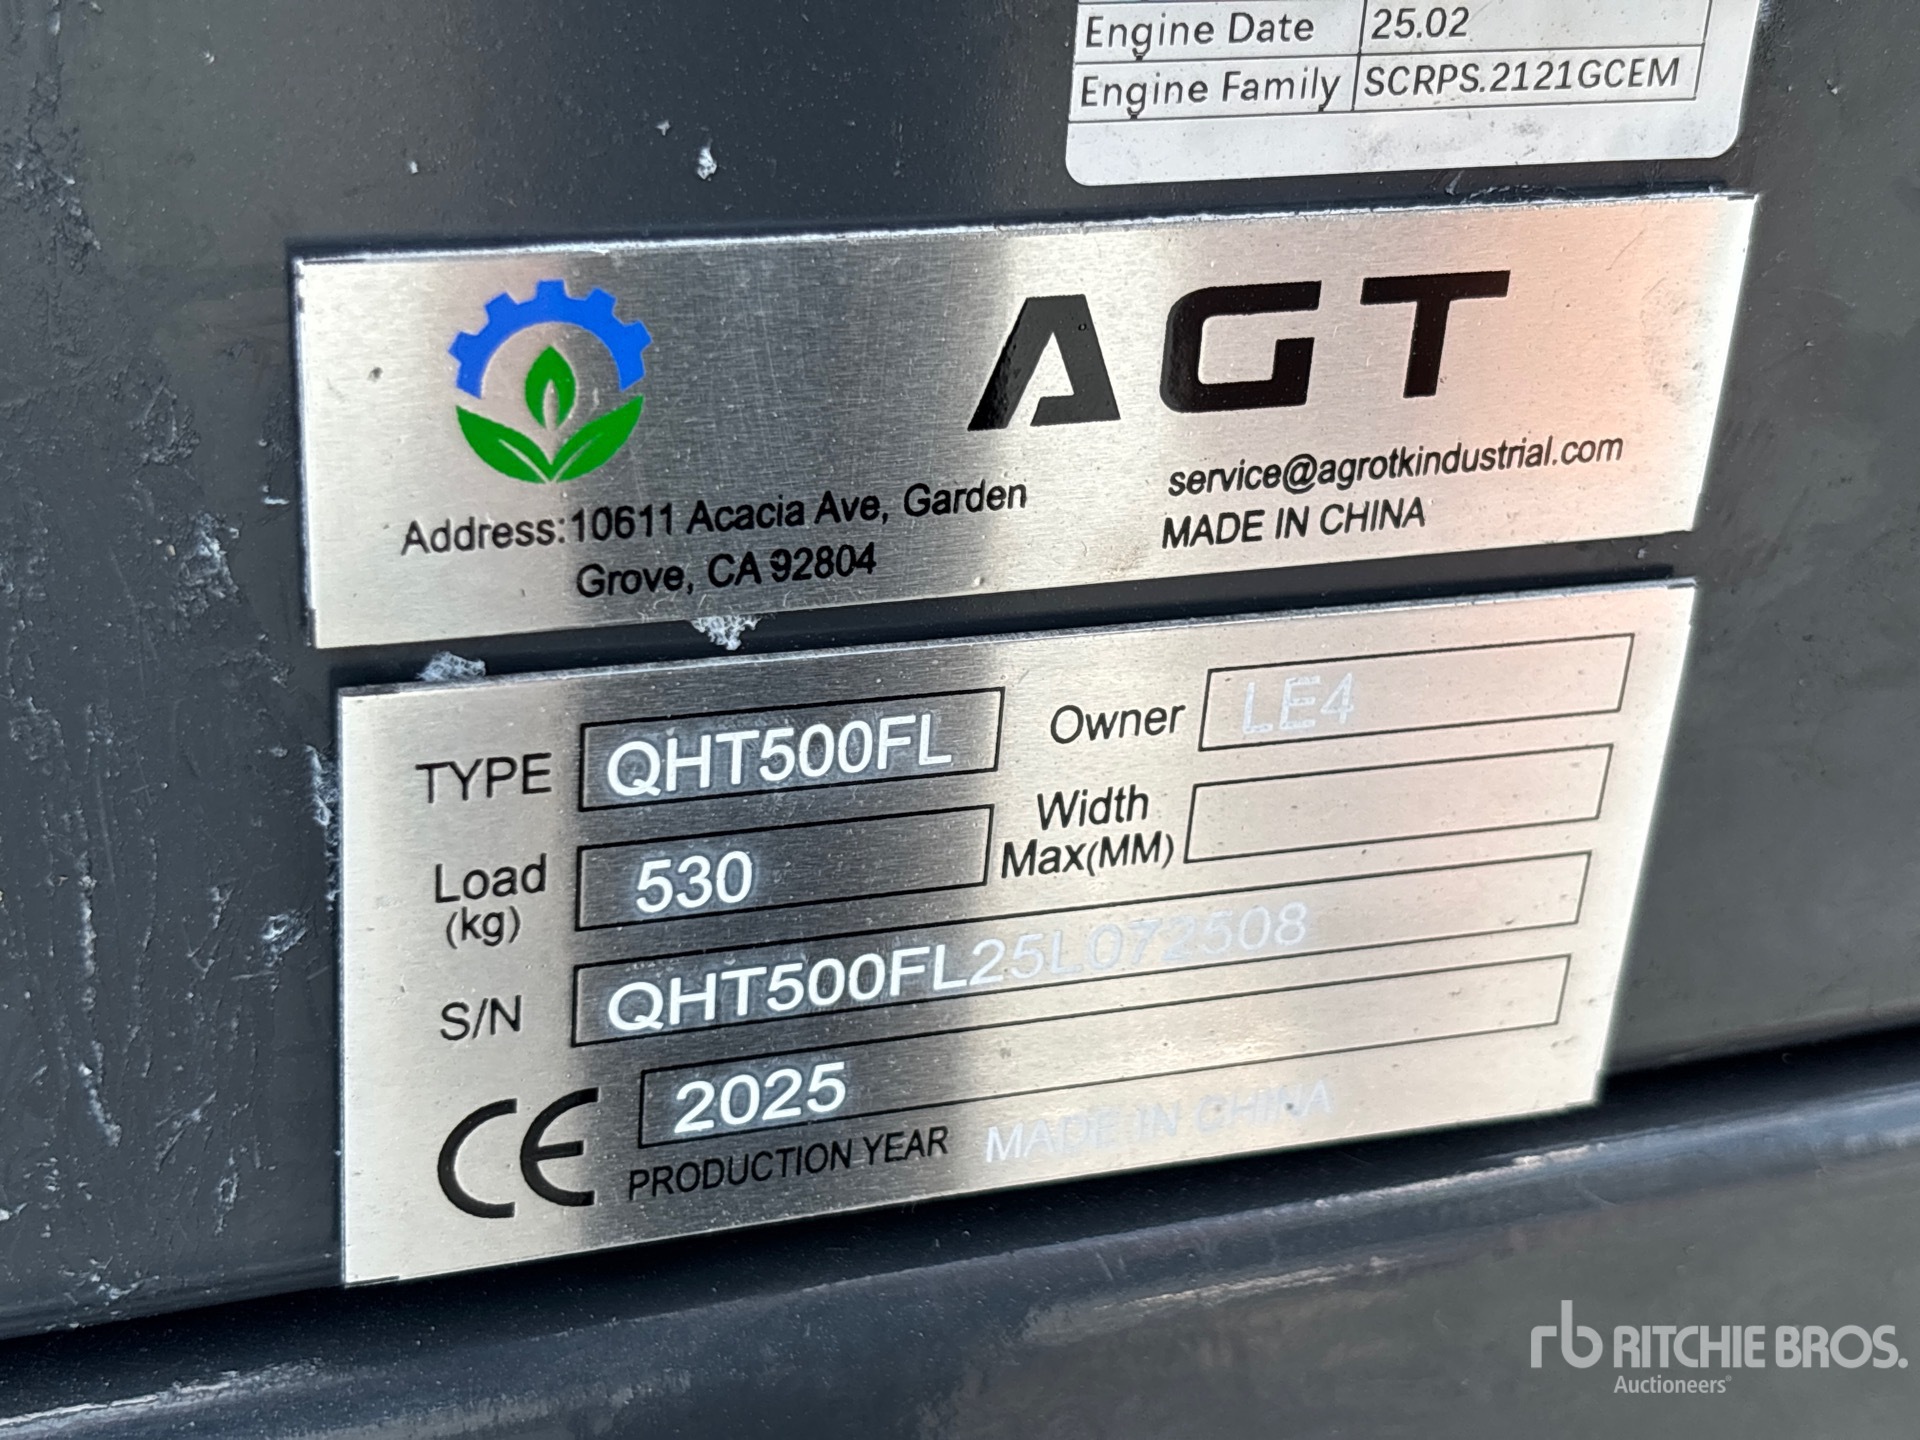 Engine Date 25.02
Engine Family SCRPS.2121GCEM
AGT
service@agrotkindustrial.com
Address:10611 Acacia Ave, Garden
Grove, CA 92804
MADE IN CHINA
TYPE QHT500FL
Owner LE4
Load (kg) 530
Width Max(MM)
S/N QHT500FL25L072508
CE 2025
PRODUCTION YEAR
MADE IN CHINA
rb RITCHIE BROS.
Auctioneers